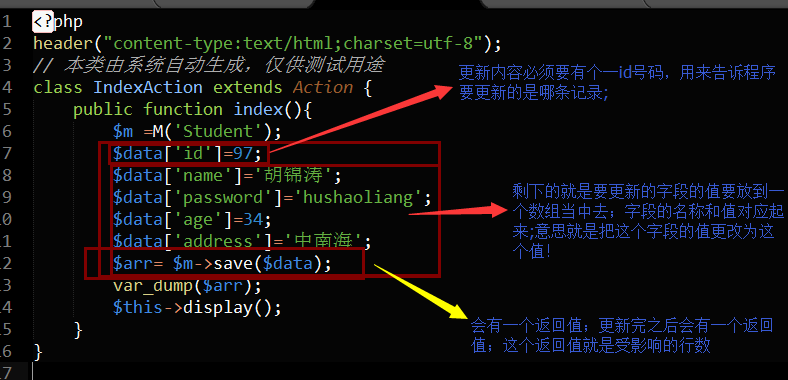 1 <?php
2 header("content-type:text/html;charset=utf-8");
3 // 本类由系统自动生成，仅供测试用途
4 class IndexAction extends Action {
5 public function index(){
6 $m =M('Student');
7 $data['id']=97;
8 $data['name']='胡锦涛';
9 $data['password']='hushaoliang';
10 $data['age']=34;
11 $data['address']='中南海';
12 $arr= $m->save($data);
13 var_dump($arr);
14 $this->display();
15 }
16 }
17
更新内容必须要有个一id号码，用来告诉程序
要更新的是哪条记录;
剩下的就是要更新的字段的值要放到一
个数组当中去；字段的名称和值对应起
来;意思就是把这个字段的值更改为这
个值！
会有一个返回值；更新完之后会有一个返回
值；这个返回值就是受影响的行数